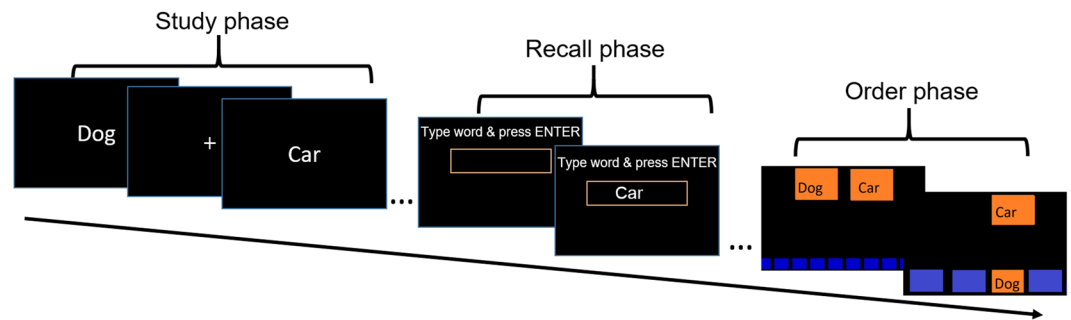 Study phase
Recall phase
Order phase
Dog
+
Car
...
Type word & press ENTER
Type word & press ENTER
Car
...
Dog Car
Car
Dog